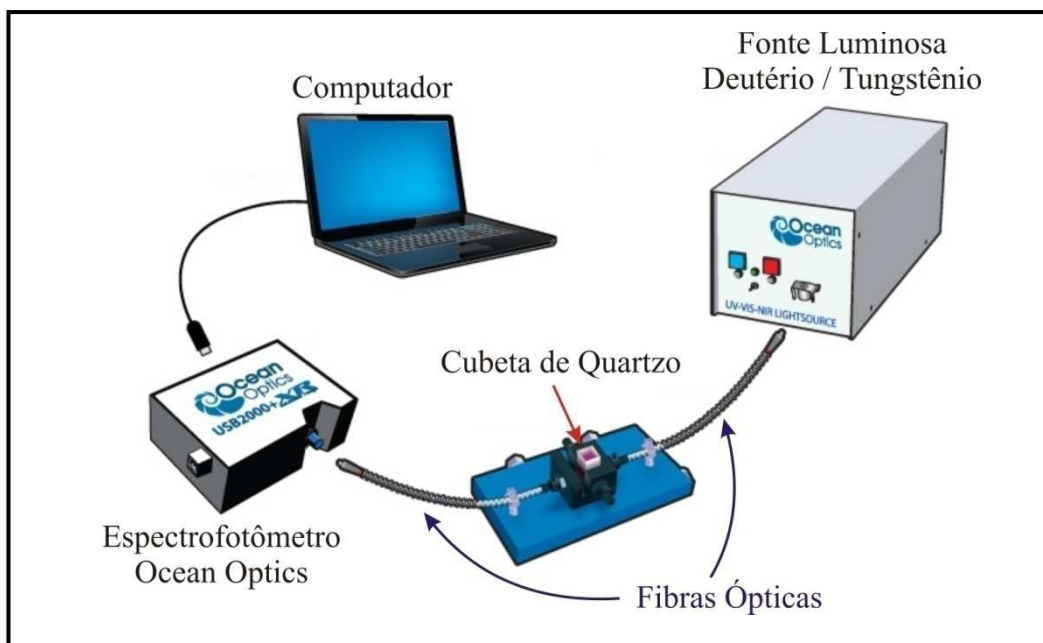 Fonte Luminosa
Deutério / Tungstênio
Computador
Ocean
Optics
UV-VIS-NIR LIGHTSOURCE
Cubeta de Quartzo
Ocean
Optics
USB2000+XR
Espectrofotômetro
Ocean Optics
Fibras Ópticas